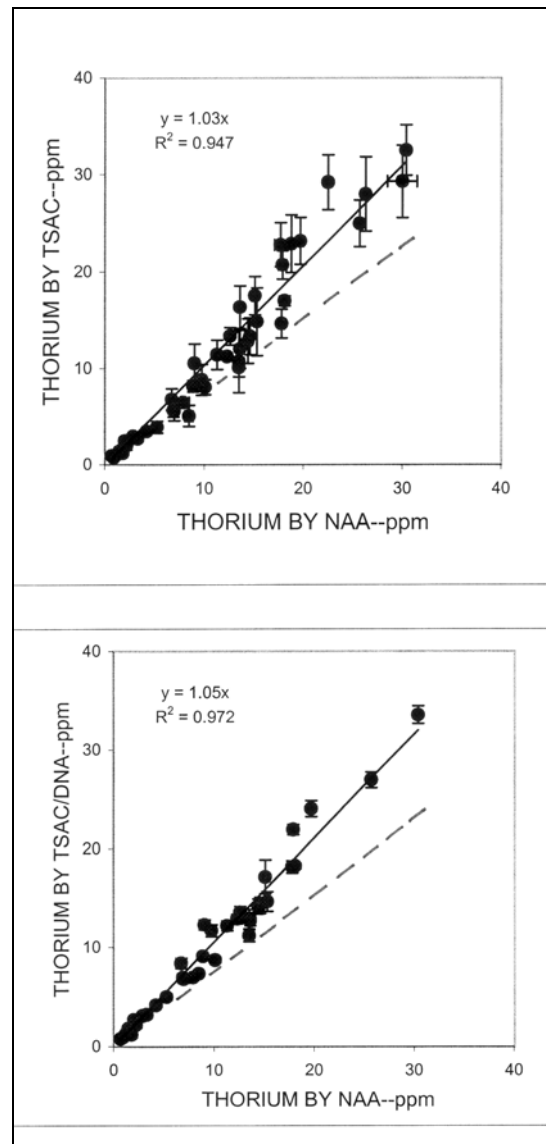 40
y = 1.03x
R² = 0.947
30
20
10
0
0 10 20 30 40
THORIUM BY TSAC--ppm
THORIUM BY NAA--ppm
40
y = 1.05x
R² = 0.972
30
20
10
0
0 10 20 30 40
THORIUM BY TSAC/DNA--ppm
THORIUM BY NAA--ppm